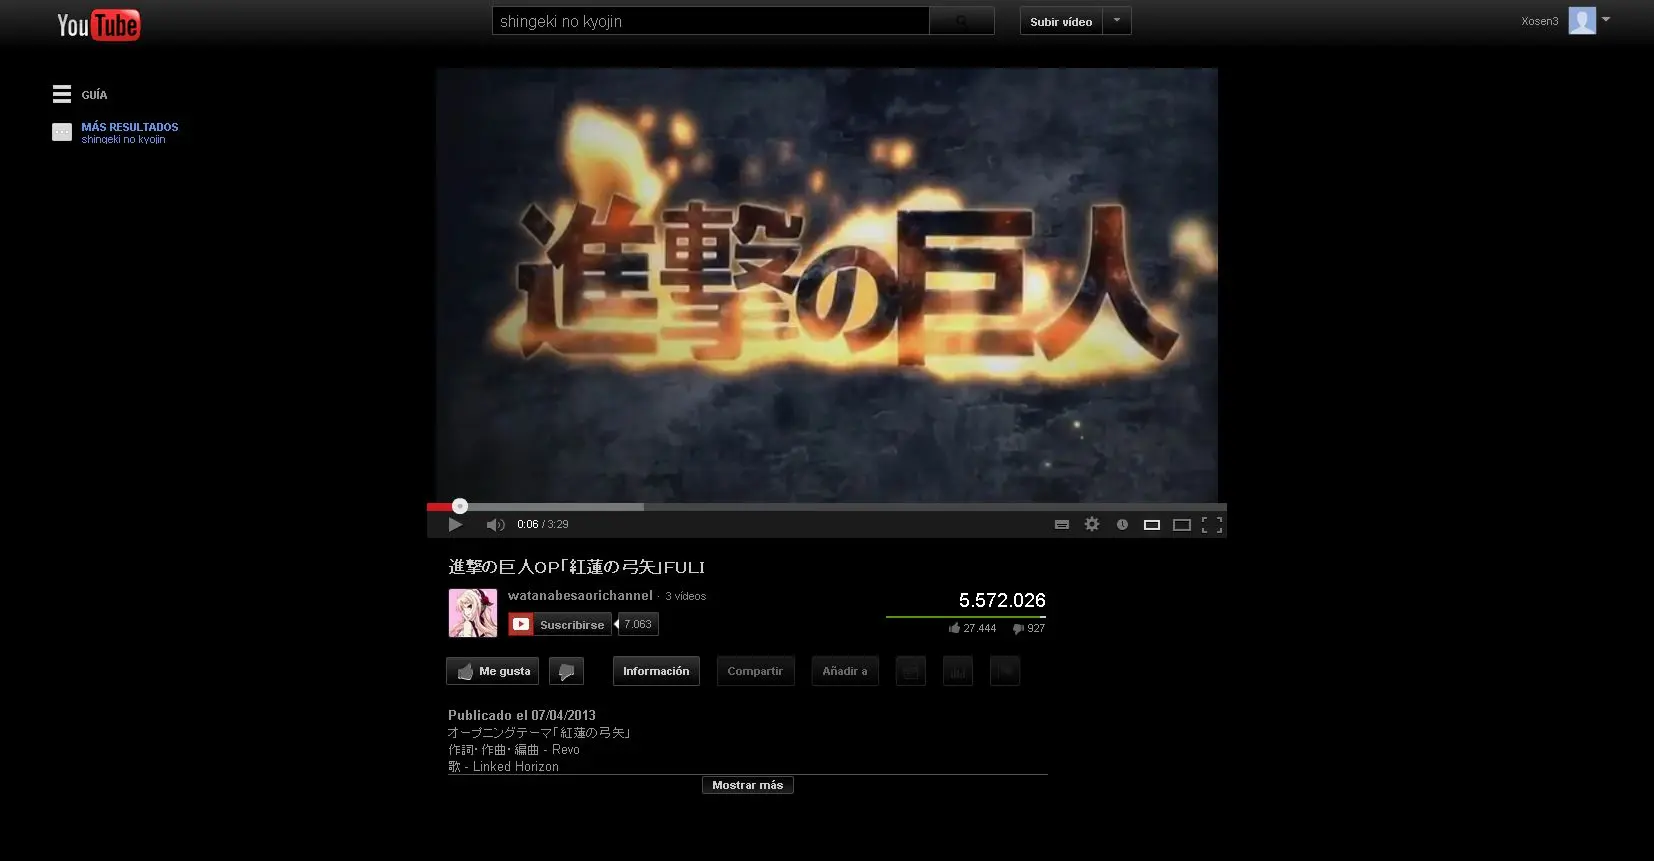 YouTube
shingeki no kyojin
Subir vídeo
Xosen3
GUÍA
MÁS RESULTADOS
shingeki no kyojin
進撃の巨人
0:06 / 3:29
進撃の巨人OP「紅蓮の弓矢」FULl
watanabesaorichannel · 3 vídeos
Suscribirse 7.063
5.572.026
27.444 927
Me gusta
Información
Compartir
Añadir a
Publicado el 07/04/2013
オープニングテーマ「紅蓮の弓矢」
作詞・作曲・編曲 - Revo
歌 - Linked Horizon
Mostrar más